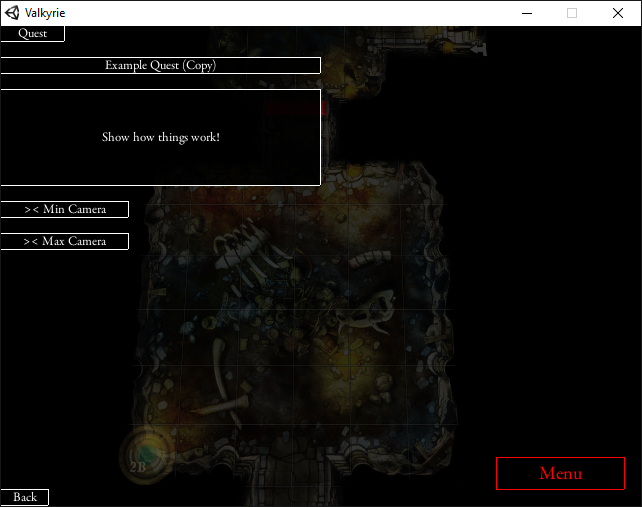 Valkyrie
Quest
Example Quest (Copy)
Show how things work!
>< Min Camera
>< Max Camera
2B
Menu
Back